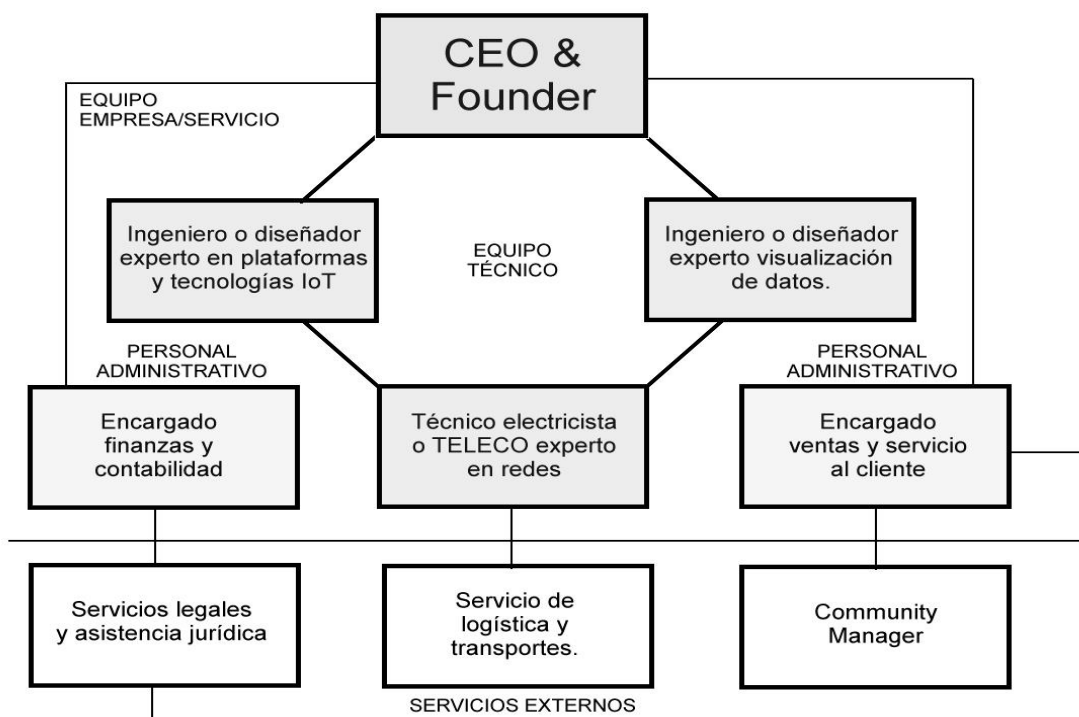 CEO &
Founder
EQUIPO
EMPRESA/SERVICIO
Ingeniero o diseñador
experto en plataformas
y tecnologías IoT
EQUIPO
TÉCNICO
Ingeniero o diseñador
experto visualización
de datos.
PERSONAL
ADMINISTRATIVO
PERSONAL
ADMINISTRATIVO
Encargado
finanzas y
contabilidad
Técnico electricista
o TELECO experto
en redes
Encargado
ventas y servicio
al cliente
Servicios legales
y asistencia jurídica
Servicio de
logística y
transportes.
Community
Manager
SERVICIOS EXTERNOS